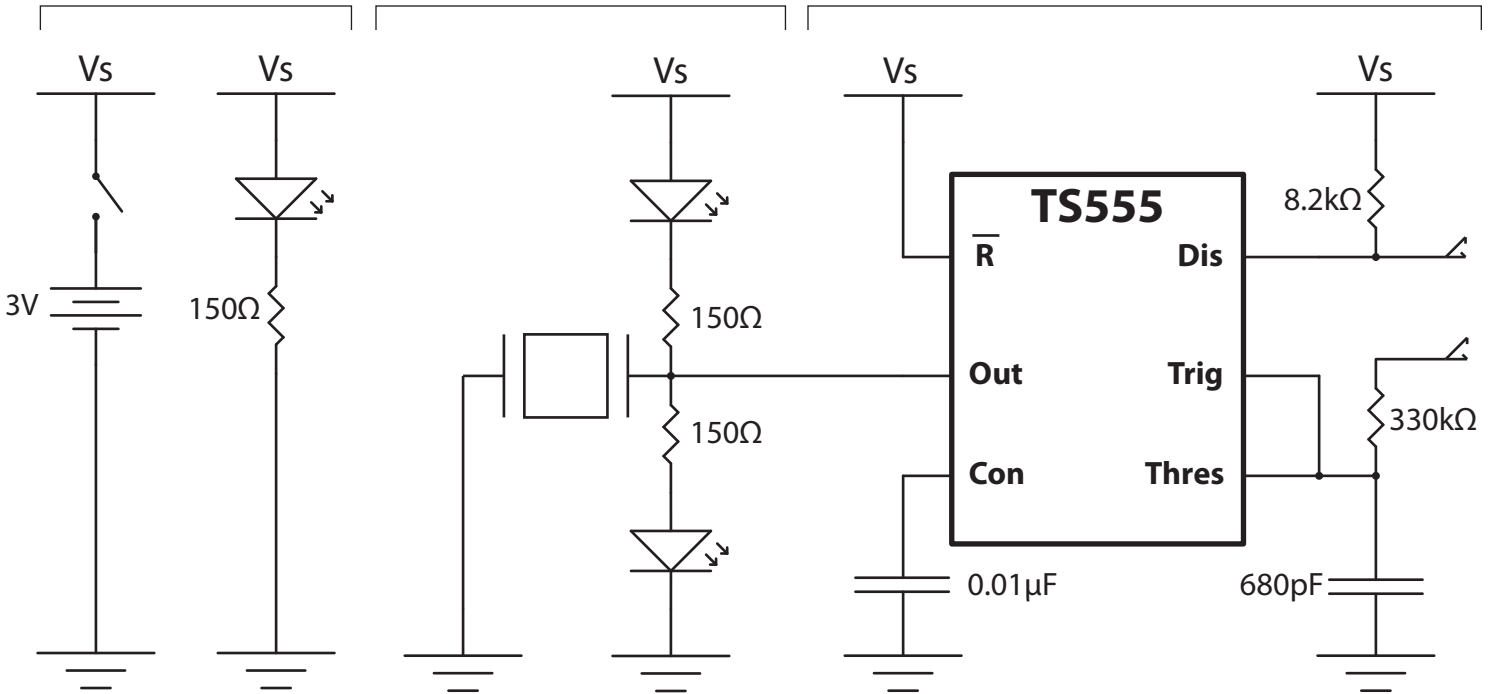 Vs
Vs
Vs
Vs
Vs
TS555
8.2kΩ
R
Dis
3V
150Ω
150Ω
Out
Trig
330kΩ
150Ω
Con
Thres
0.01µF
680pF